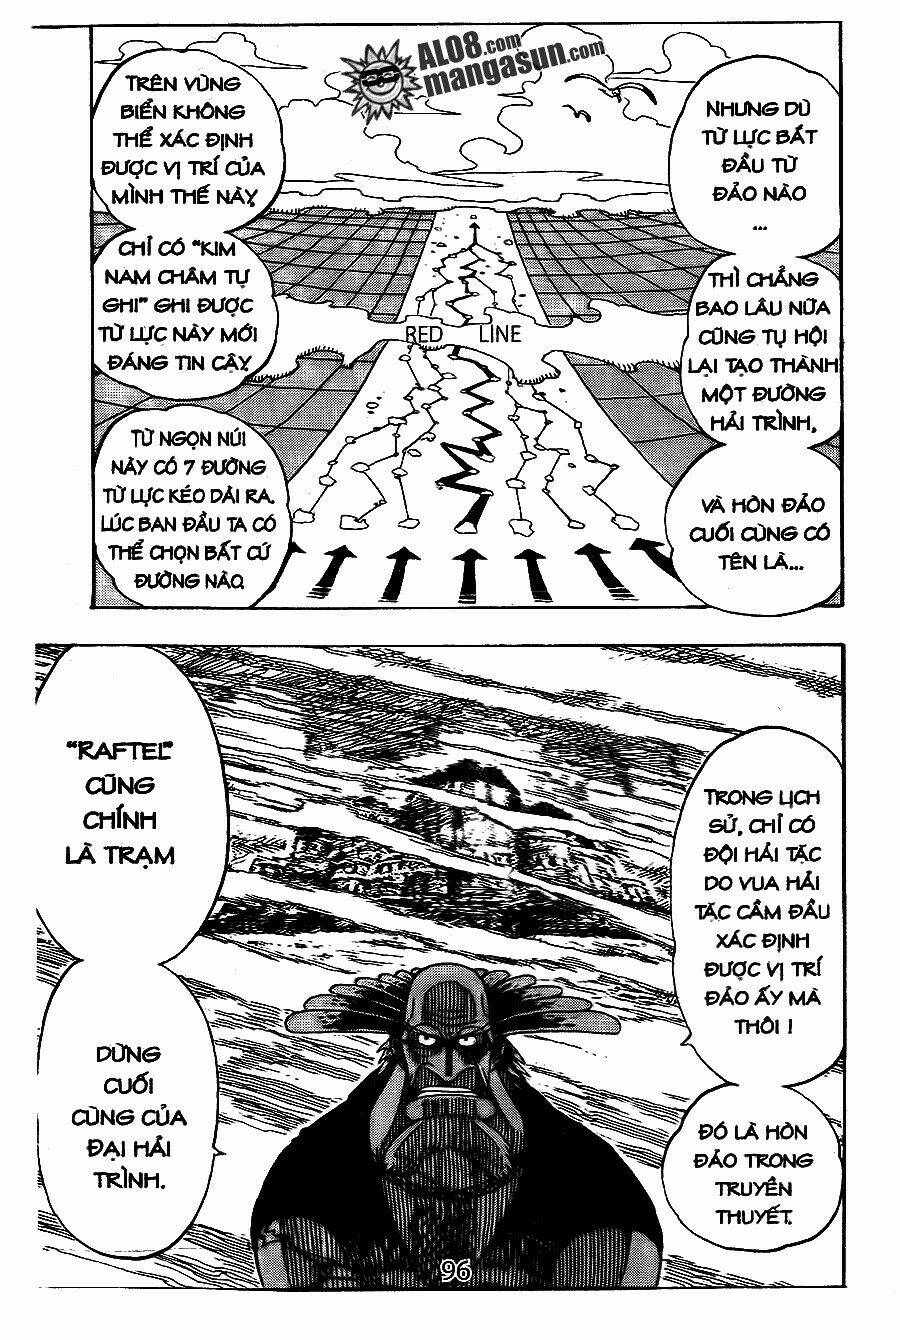 AL08.com
mangasun.com
TRÊN VÙNG
BIỂN KHÔNG
THỂ XÁC ĐỊNH
ĐƯỢC VỊ TRÍ CỦA
MÌNH THẾ NÀY,
CHỈ CÓ “KIM
NAM CHÂM TỰ
GHI” GHI ĐƯỢC
TỪ LỰC NÀY MỚI
ĐÁNG TIN CẬY.
TỪ NGỌN NÚI
NÀY CÓ 7 ĐƯỜNG
TỪ LỰC KÉO DÀI RA.
LÚC BAN ĐẦU TA CÓ
THỂ CHỌN BẤT CỨ
ĐƯỜNG NÀO.
RED LINE
NHƯNG DÙ
TỪ LỰC BẮT
ĐẦU TỪ
ĐẢO NÀO
...
THÌ CHẲNG
BAO LÂU NỮA
CŨNG TỤ HỘI
LẠI TẠO THÀNH
MỘT ĐƯỜNG
HẢI TRÌNH.
VÀ HÒN ĐẢO
CUỐI CÙNG CÓ
TÊN LÀ...
“RAFTEL”
CŨNG
CHÍNH
LÀ TRẠM
DỪNG
CUỐI
CÙNG CỦA
ĐẠI HẢI
TRÌNH.
TRONG LỊCH
SỬ, CHỈ CÓ
ĐỘI HẢI TẶC
DO VUA HẢI
TẶC CẦM ĐẦU
XÁC ĐỊNH
ĐƯỢC VỊ TRÍ
ĐẢO ẤY MÀ
THÔI !
ĐÓ LÀ HÒN
ĐẢO TRONG
TRUYỀN
THUYẾT.
96